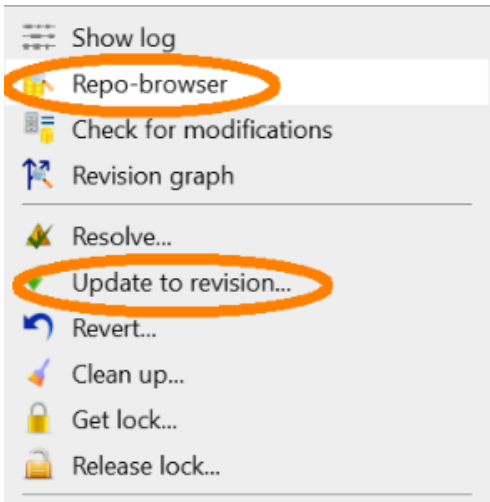 Show log
Repo-browser
Check for modifications
Revision graph
Resolve...
Update to revision...
Revert...
Clean up...
Get lock...
Release lock...